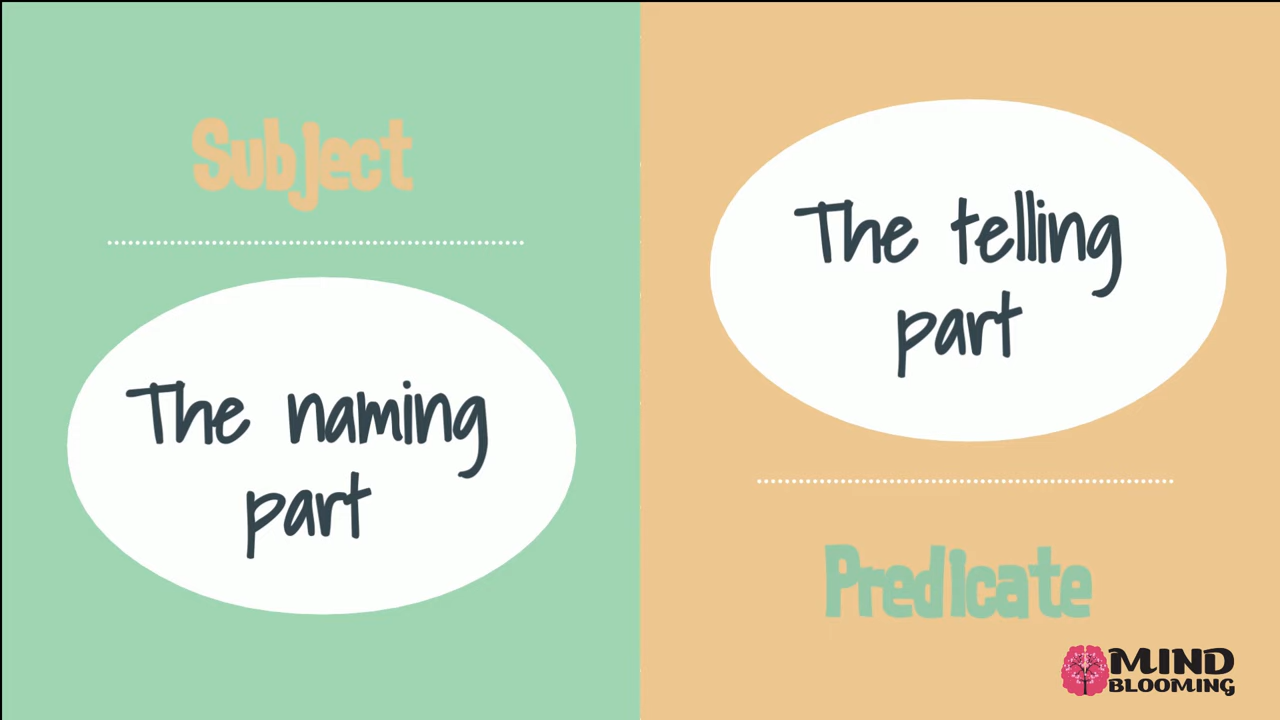 Subject
The naming
part
The telling
part
Predicate
MIND
BLOOMING